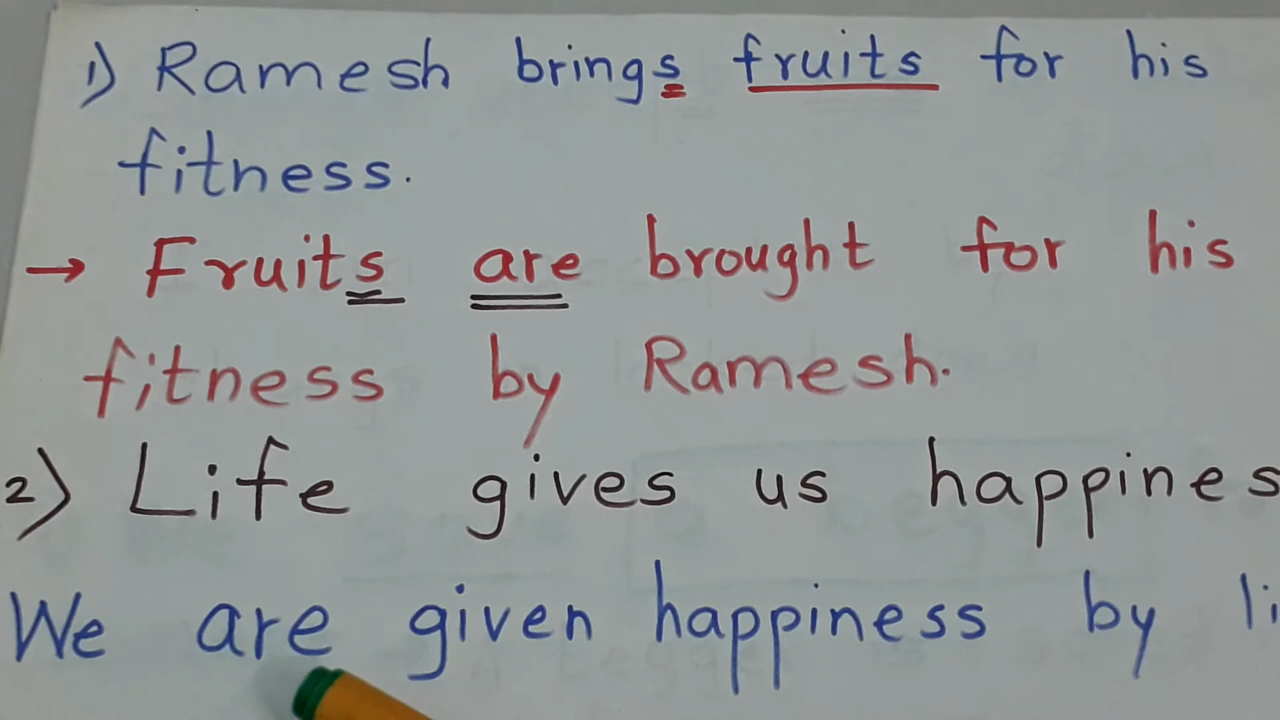 1) Ramesh brings fruits for his
fitness.
→ Fruits are brought for his
fitness by Ramesh.
2) Life gives us happines
We are given happiness by li